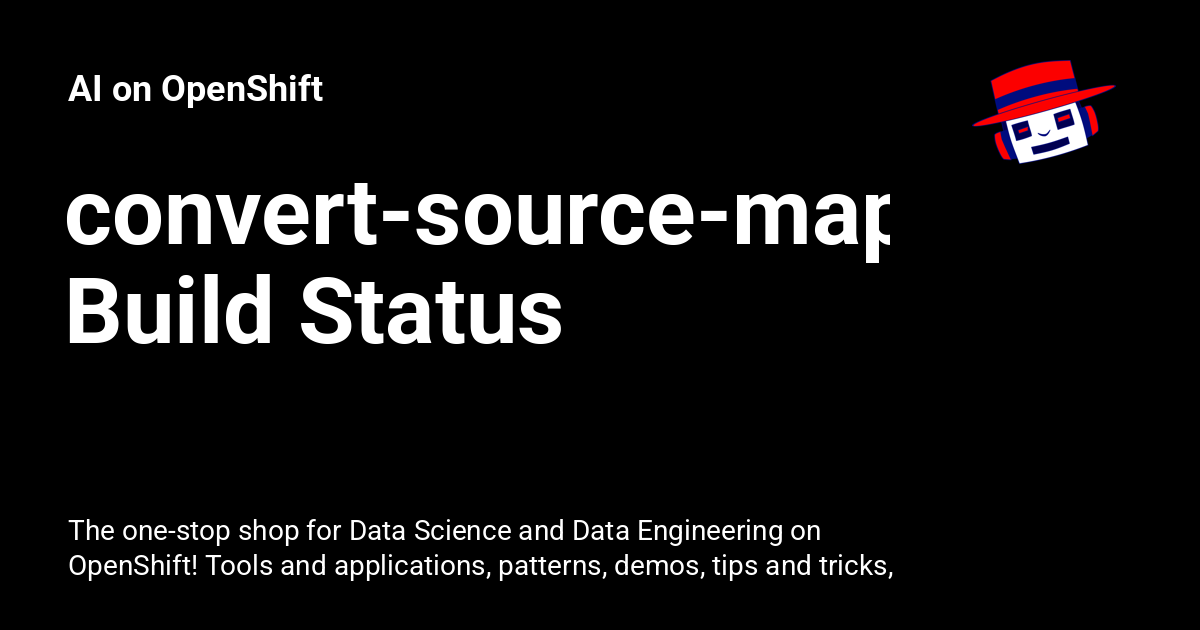 AI on OpenShift
convert-source-map
Build Status
The one-stop shop for Data Science and Data Engineering on
OpenShift! Tools and applications, patterns, demos, tips and tricks,